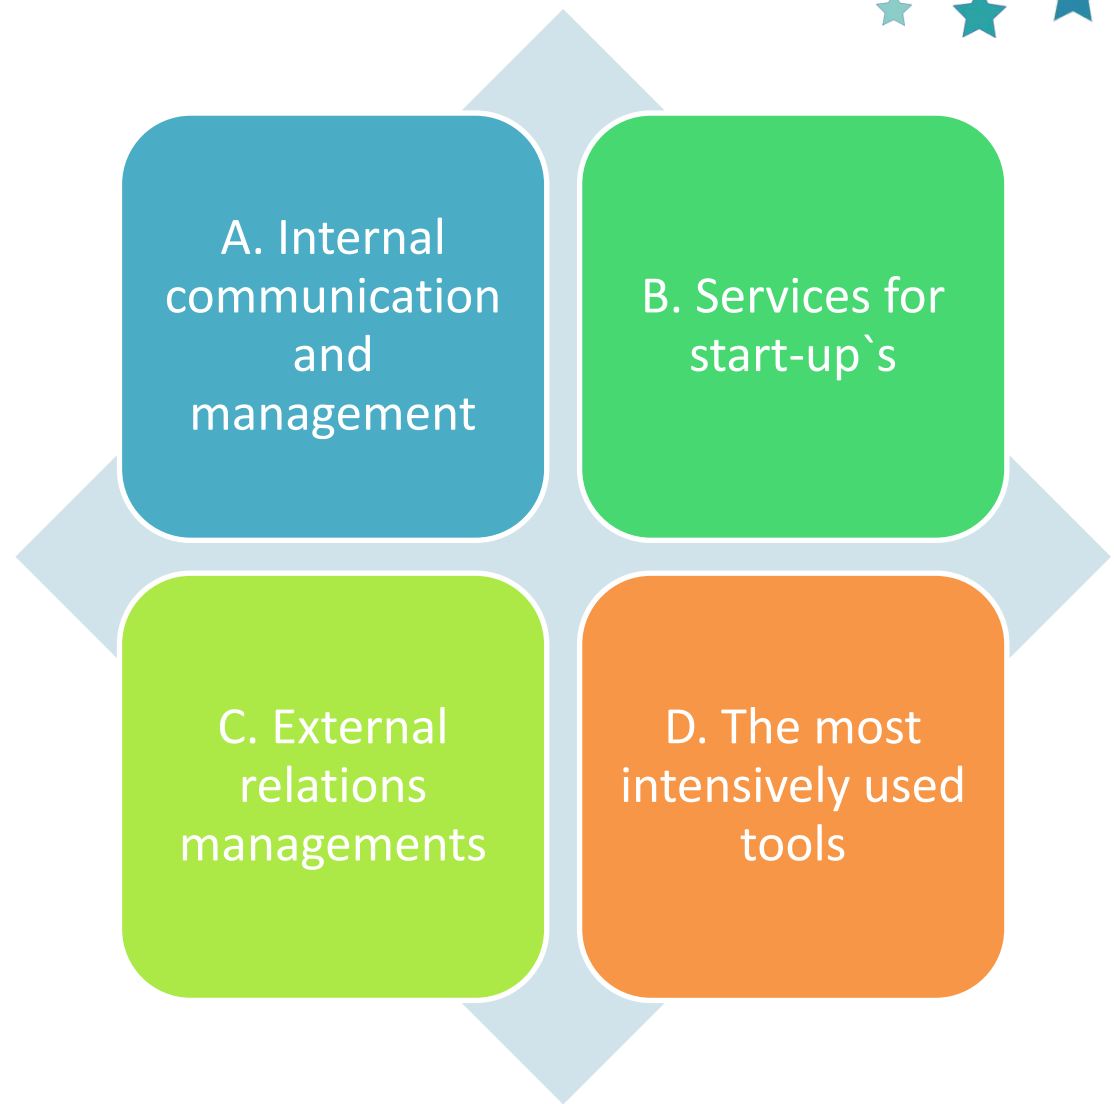 A. Internal
communication
and
management
B. Services for
start-up`s
C. External
relations
managements
D. The most
intensively used
tools